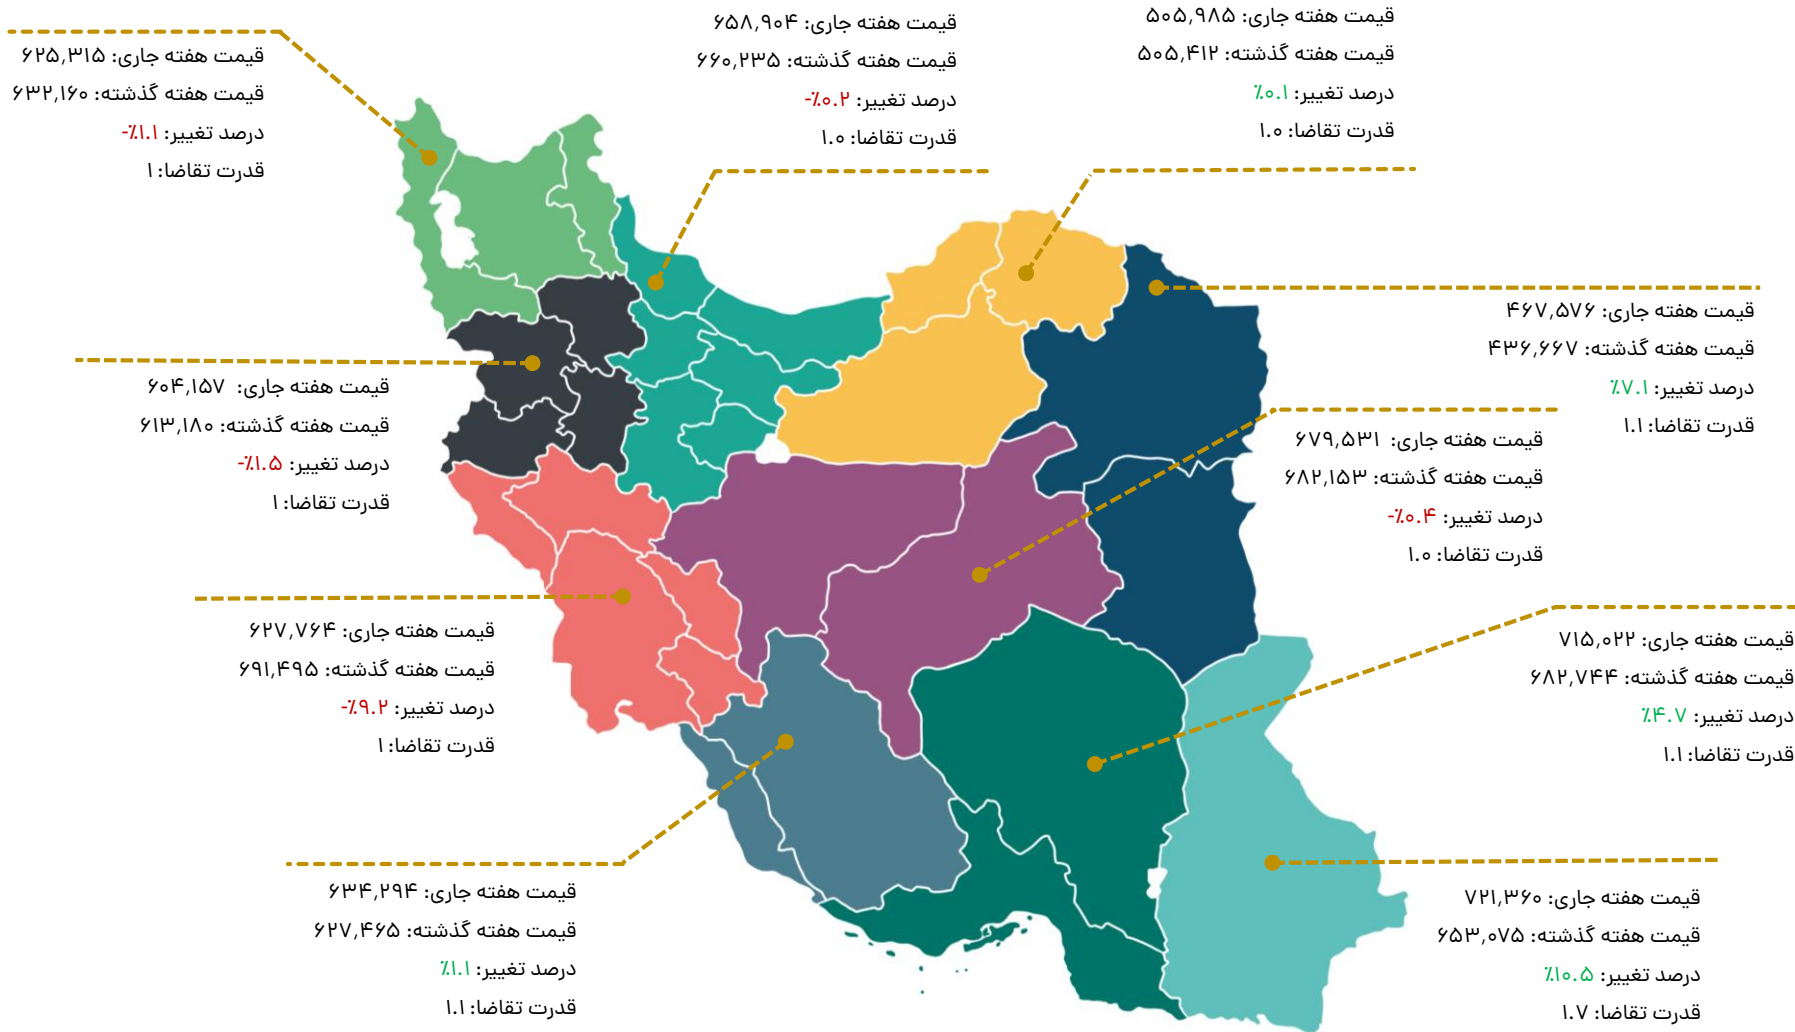 قیمت هفته جاری: ۵۰۵,۹۸۵
قیمت هفته گذشته: ۵۰۵,۴۱۲
درصد تغییر: ٪۰.۱
قدرت تقاضا: ۱.۰
قیمت هفته جاری: ۶۵۸,۹۰۴
قیمت هفته گذشته: ۶۶۰,۲۳۵
درصد تغییر: ٪۰.۲-
قدرت تقاضا: ۱.۰
قیمت هفته جاری: ۶۲۵,۳۱۵
قیمت هفته گذشته: ۶۳۲,۱۶۰
درصد تغییر: ٪۱.۱-
قدرت تقاضا: ۱
قیمت هفته جاری: ۴۶۷,۵۷۶
قیمت هفته گذشته: ۴۳۶,۶۶۷
درصد تغییر: ٪۷.۱
قدرت تقاضا: ۱.۱
قیمت هفته جاری: ۶۷۹,۵۳۱
قیمت هفته گذشته: ۶۸۲,۱۵۳
درصد تغییر: ٪۰.۴-
قدرت تقاضا: ۱.۰
قیمت هفته جاری: ۶۰۴,۱۵۷
قیمت هفته گذشته: ۶۱۳,۱۸۰
درصد تغییر: ٪۱.۵-
قدرت تقاضا: ۱
قیمت هفته جاری: ۷۱۵,۰۲۲
قیمت هفته گذشته: ۶۸۲,۷۴۴
درصد تغییر: ٪۴.۷
قدرت تقاضا: ۱.۱
قیمت هفته جاری: ۶۲۷,۷۶۴
قیمت هفته گذشته: ۶۹۱,۴۹۵
درصد تغییر: ٪۹.۲-
قدرت تقاضا: ۱
قیمت هفته جاری: ۷۲۱,۳۶۰
قیمت هفته گذشته: ۶۵۳,۰۷۵
درصد تغییر: ٪۱۰.۵
قدرت تقاضا: ۱.۷
قیمت هفته جاری: ۶۳۴,۲۹۴
قیمت هفته گذشته: ۶۲۷,۴۶۵
درصد تغییر: ٪۱.۱
قدرت تقاضا: ۱.۱